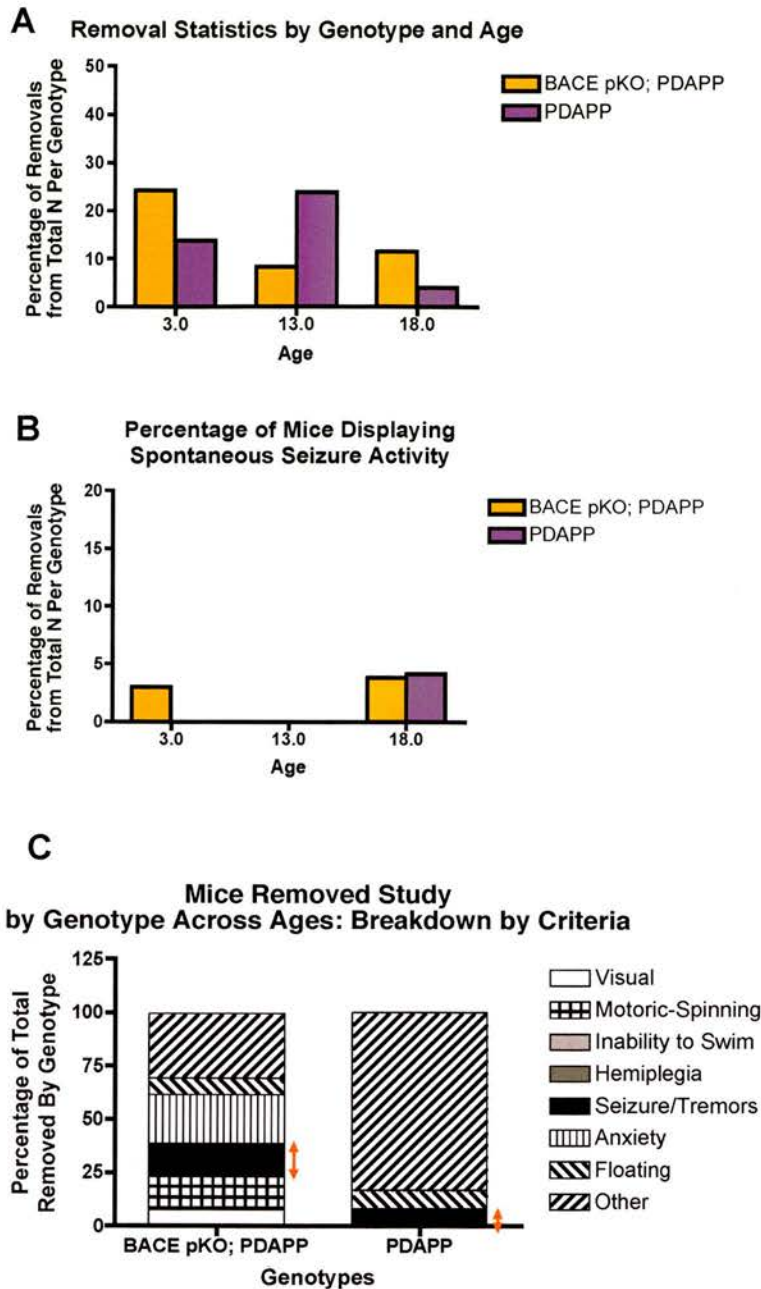 A
Removal Statistics by Genotype and Age
Percentage of Removals
from Total N Per Genotype
50
40
30
20
10
0
3.0 13.0 18.0
Age
BACE pKO; PDAPP
PDAPP
B
Percentage of Mice Displaying
Spontaneous Seizure Activity
Percentage of Removals
from Total N Per Genotype
20
15
10
5
0
3.0 13.0 18.0
Age
BACE pKO; PDAPP
PDAPP
C
Mice Removed Study
by Genotype Across Ages: Breakdown by Criteria
Percentage of Total
Removed By Genotype
125
100
75
50
25
0
BACE pKO; PDAPP PDAPP
Genotypes
Visual
Motoric-Spinning
Inability to Swim
Hemiplegia
Seizure/Tremors
Anxiety
Floating
Other